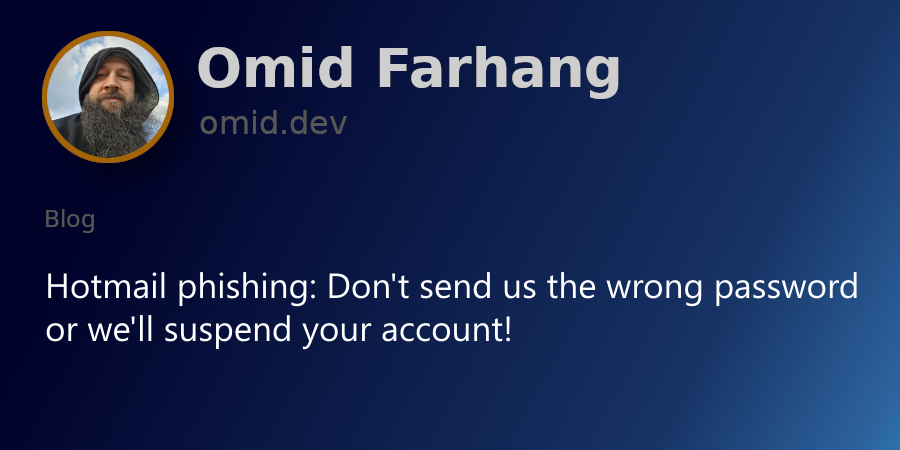 Omid Farhang
omid.dev
Blog
Hotmail phishing: Don't send us the wrong password
or we'll suspend your account!